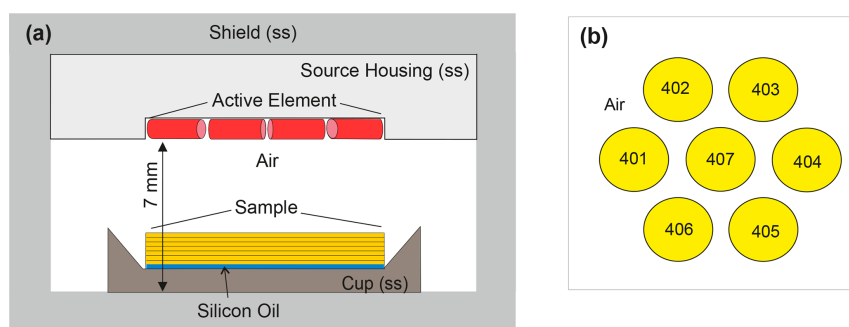 (a)
Shield (ss)
Source Housing (ss)
Active Element
Air
7 mm
Sample
Cup (ss)
Silicon Oil
(b)
402
403
Air
401
407
404
406
405